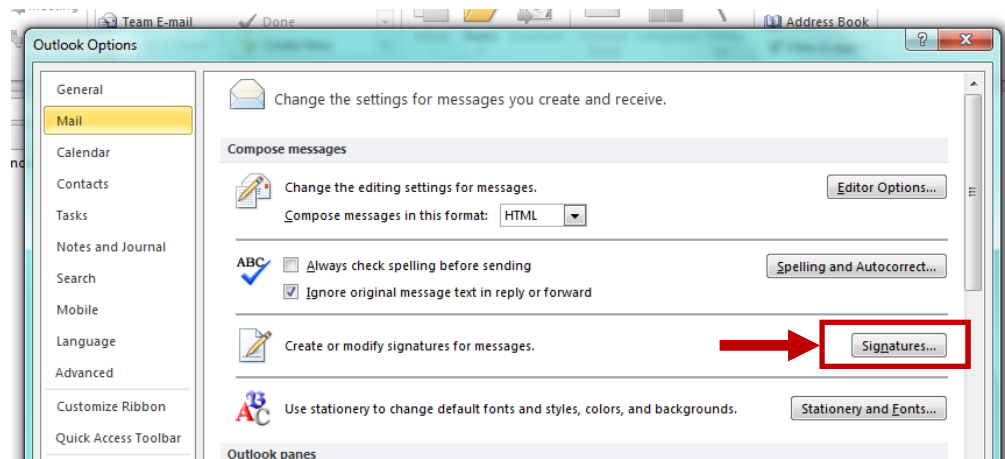 Team E-mail
Done
Address Book
Outlook Options
?
General
Mail
Calendar
Contacts
Tasks
Notes and Journal
Search
Mobile
Language
Advanced
Customize Ribbon
Quick Access Toolbar
Change the settings for messages you create and receive.
Compose messages
Change the editing settings for messages.
Editor Options...
Compose messages in this format: HTML
ABC
Always check spelling before sending
Spelling and Autocorrect...
Ignore original message text in reply or forward
Create or modify signatures for messages.
Signatures...
Use stationery to change default fonts and styles, colors, and backgrounds.
Stationery and Fonts...
Outlook panes